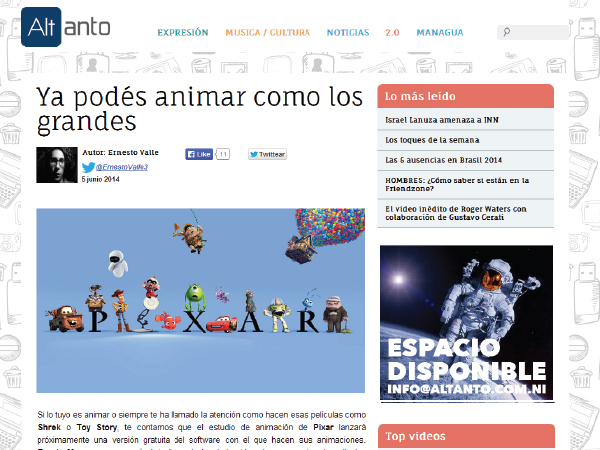 Altanto
EXPRESIÓN MUSICA / CULTURA NOTICIAS 2.0 MANAGUA
Ya podés animar como los
grandes
Autor: Ernesto Valle
@ErnestoValle3
5 junio 2014
Like 11
Twittear
PIXAR
Si lo tuyo es animar o siempre te ha llamado la atención como hacen esas películas como
Shrek o Toy Story, te contamos que el estudio de animación de Pixar lanzará
próximamente una versión gratuita del software con el que hacen sus animaciones.
Lo más leído
Israel Lanuza amenaza a INN
Los toques de la semana
Las 6 ausencias en Brasil 2014
HOMBRES: ¿Cómo saber si están en la
Friendzone?
El video inédito de Roger Waters con
colaboración de Gustavo Cerati
ESPACIO
DISPONIBLE
INFO@ALTANTO.COM.NI
Top videos